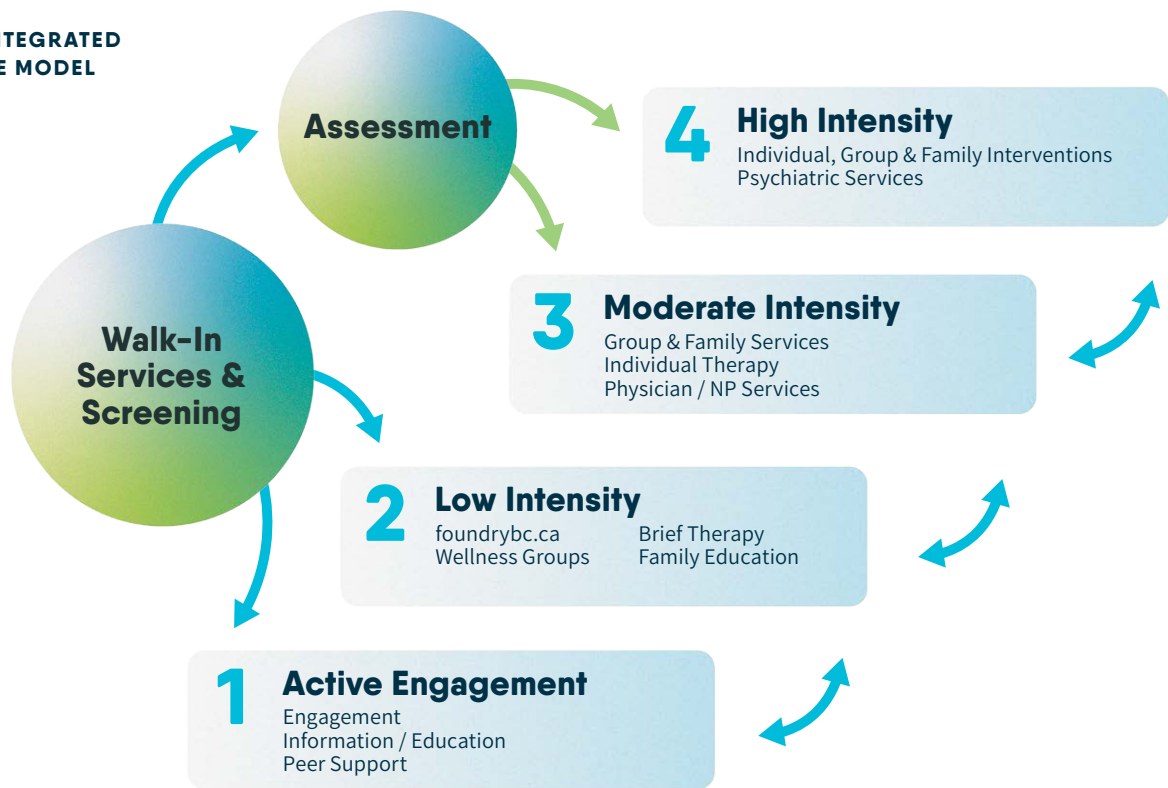 MODEL
Assessment
4
High Intensity
Individual, Group & Family Interventions
Psychiatric Services
Walk-In
Services &
Screening
3
Moderate Intensity
Group & Family Services
Individual Therapy
Physician / NP Services
2
Low Intensity
foundrybc.ca
Wellness Groups
Brief Therapy
Family Education
1
Active Engagement
Engagement
Information / Education
Peer Support